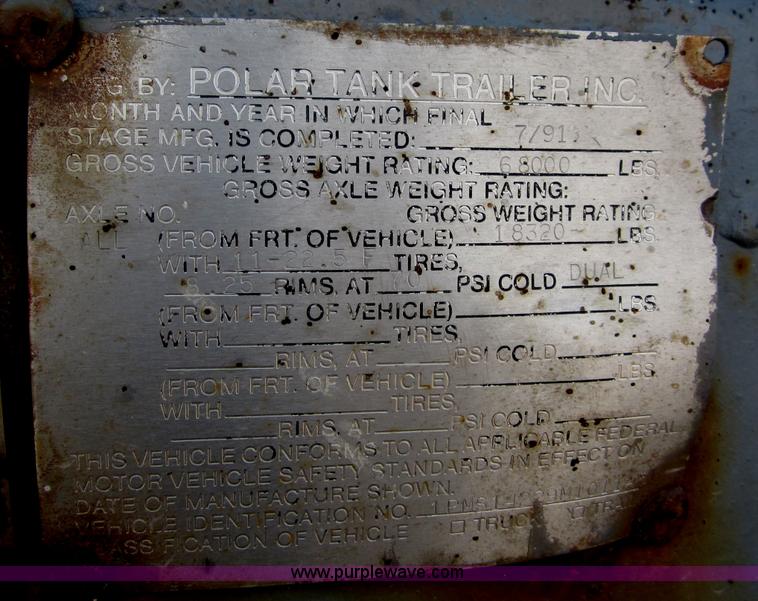 MFG. BY: POLAR TANK TRAILER INC.
MONTH AND YEAR IN WHICH FINAL
STAGE MFG. IS COMPLETED: 7/91
GROSS VEHICLE WEIGHT RATING: 68000 LBS.
GROSS AXLE WEIGHT RATING:
AXLE NO. GROSS WEIGHT RATING
ALL (FROM FRT. OF VEHICLE) 18320 LBS.
WITH 11-22.5 F TIRES,
8.25 RIMS, AT PSI COLD DUAL
(FROM FRT. OF VEHICLE) LBS.
WITH TIRES,
RIMS, AT PSI COLD
(FROM FRT. OF VEHICLE) LBS.
WITH TIRES,
RIMS, AT PSI COLD
THIS VEHICLE CONFORMS TO ALL APPLICABLE FEDERAL
MOTOR VEHICLE SAFETY STANDARDS IN EFFECT ON
DATE OF MANUFACTURE SHOWN.
VEHICLE IDENTIFICATION NO.
CLASSIFICATION OF VEHICLE TRUCK
www.purplewave.com